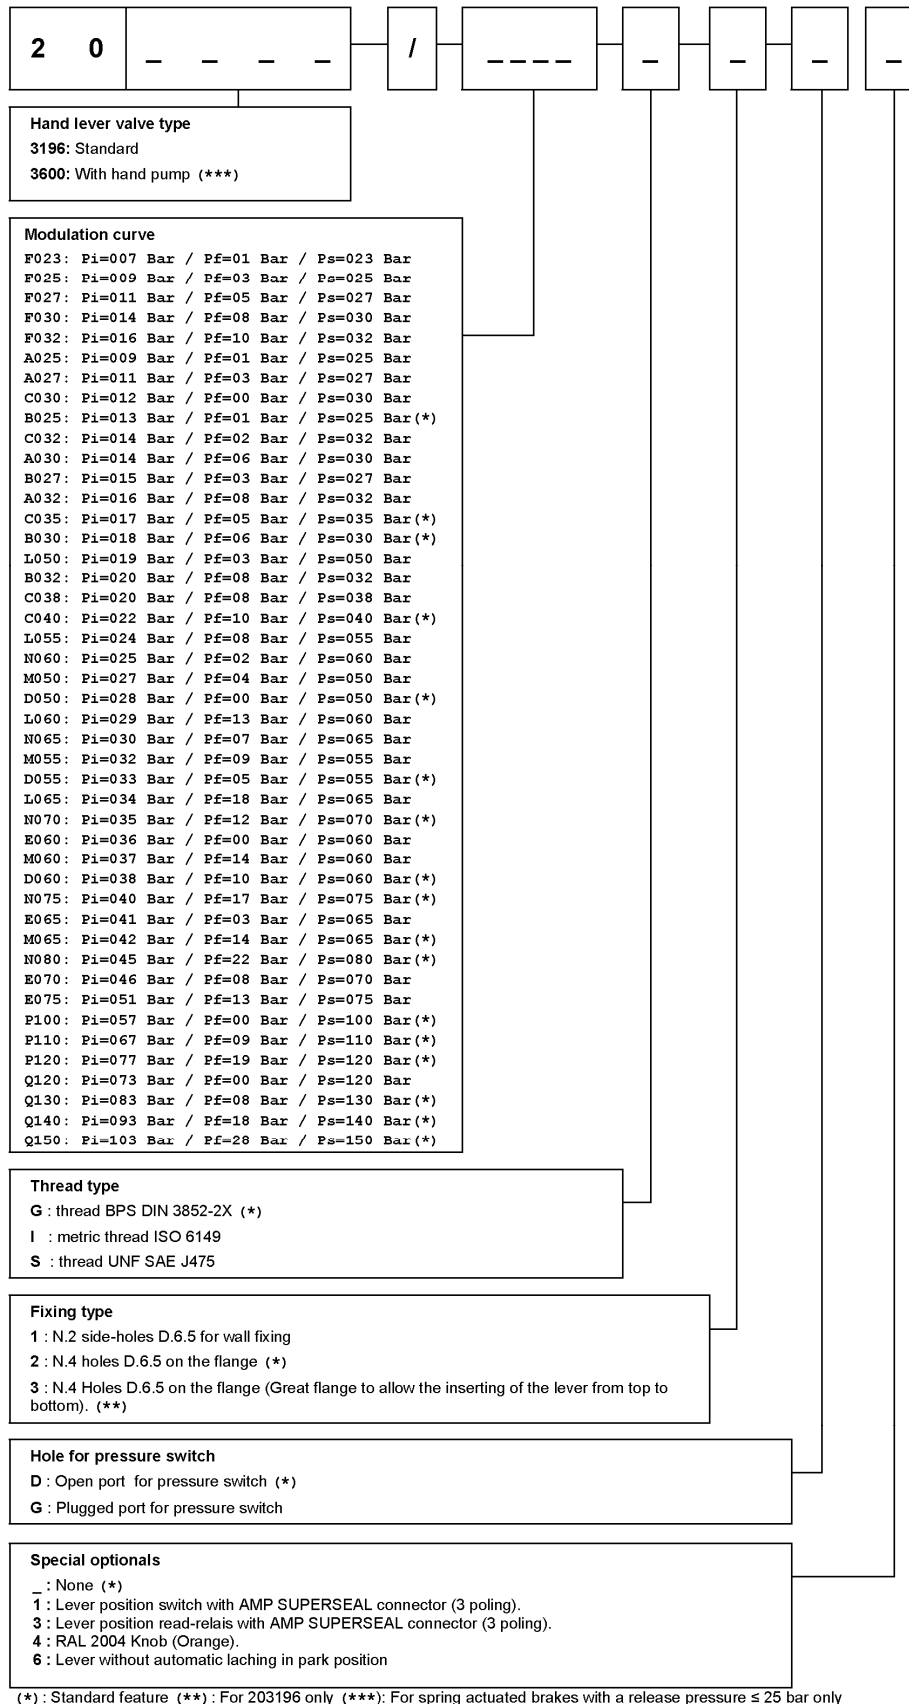 2 0 _ _ _ _ / _ _ _ _ _ _ _ _
Hand lever valve type
3196: Standard
3600: With hand pump (***)
Modulation curve
F023: Pi=007 Bar / Pf=01 Bar / Ps=023 Bar
F025: Pi=009 Bar / Pf=03 Bar / Ps=025 Bar
F027: Pi=011 Bar / Pf=05 Bar / Ps=027 Bar
F030: Pi=014 Bar / Pf=08 Bar / Ps=030 Bar
F032: Pi=016 Bar / Pf=10 Bar / Ps=032 Bar
A025: Pi=009 Bar / Pf=01 Bar / Ps=025 Bar
A027: Pi=011 Bar / Pf=03 Bar / Ps=027 Bar
C030: Pi=012 Bar / Pf=00 Bar / Ps=030 Bar
B025: Pi=013 Bar / Pf=01 Bar / Ps=025 Bar(*)
C032: Pi=014 Bar / Pf=02 Bar / Ps=032 Bar
A030: Pi=014 Bar / Pf=06 Bar / Ps=030 Bar
B027: Pi=015 Bar / Pf=03 Bar / Ps=027 Bar
A032: Pi=016 Bar / Pf=08 Bar / Ps=032 Bar
C035: Pi=017 Bar / Pf=05 Bar / Ps=035 Bar(*)
B030: Pi=018 Bar / Pf=06 Bar / Ps=030 Bar(*)
L050: Pi=019 Bar / Pf=03 Bar / Ps=050 Bar
B032: Pi=020 Bar / Pf=08 Bar / Ps=032 Bar
C038: Pi=020 Bar / Pf=08 Bar / Ps=038 Bar
C040: Pi=022 Bar / Pf=10 Bar / Ps=040 Bar(*)
L055: Pi=024 Bar / Pf=08 Bar / Ps=055 Bar
N060: Pi=025 Bar / Pf=02 Bar / Ps=060 Bar
M050: Pi=027 Bar / Pf=04 Bar / Ps=050 Bar
D050: Pi=028 Bar / Pf=00 Bar / Ps=050 Bar(*)
L060: Pi=029 Bar / Pf=13 Bar / Ps=060 Bar
N065: Pi=030 Bar / Pf=07 Bar / Ps=065 Bar
M055: Pi=032 Bar / Pf=09 Bar / Ps=055 Bar
D055: Pi=033 Bar / Pf=05 Bar / Ps=055 Bar(*)
L065: Pi=034 Bar / Pf=18 Bar / Ps=065 Bar
N070: Pi=035 Bar / Pf=12 Bar / Ps=070 Bar(*)
E060: Pi=036 Bar / Pf=00 Bar / Ps=060 Bar
M060: Pi=037 Bar / Pf=14 Bar / Ps=060 Bar
D060: Pi=038 Bar / Pf=10 Bar / Ps=060 Bar(*)
N075: Pi=040 Bar / Pf=17 Bar / Ps=075 Bar(*)
E065: Pi=041 Bar / Pf=03 Bar / Ps=065 Bar
M065: Pi=042 Bar / Pf=14 Bar / Ps=065 Bar(*)
N080: Pi=045 Bar / Pf=22 Bar / Ps=080 Bar(*)
E070: Pi=046 Bar / Pf=08 Bar / Ps=070 Bar
E075: Pi=051 Bar / Pf=13 Bar / Ps=075 Bar
P100: Pi=057 Bar / Pf=00 Bar / Ps=100 Bar(*)
P110: Pi=067 Bar / Pf=09 Bar / Ps=110 Bar(*)
P120: Pi=077 Bar / Pf=19 Bar / Ps=120 Bar(*)
Q120: Pi=073 Bar / Pf=00 Bar / Ps=120 Bar
Q130: Pi=083 Bar / Pf=08 Bar / Ps=130 Bar(*)
Q140: Pi=093 Bar / Pf=18 Bar / Ps=140 Bar(*)
Q150: Pi=103 Bar / Pf=28 Bar / Ps=150 Bar(*)
Thread type
G : thread BPS DIN 3852-2X (*)
I : metric thread ISO 6149
S : thread UNF SAE J475
Fixing type
1 : N.2 side-holes D.6.5 for wall fixing
2 : N.4 holes D.6.5 on the flange (*)
3 : N.4 Holes D.6.5 on the flange (Great flange to allow the inserting of the lever from top to
bottom). (**)
Hole for pressure switch
D : Open port for pressure switch (*)
G : Plugged port for pressure switch
Special optionals
_ : None (*)
1 : Lever position switch with AMP SUPERSEAL connector (3 poling).
3 : Lever position read-relais with AMP SUPERSEAL connector (3 poling).
4 : RAL 2004 Knob (Orange).
6 : Lever without automatic laching in park position
(*) : Standard feature (**) : For 203196 only (***): For spring actuated brakes with a release pressure ≤ 25 bar only